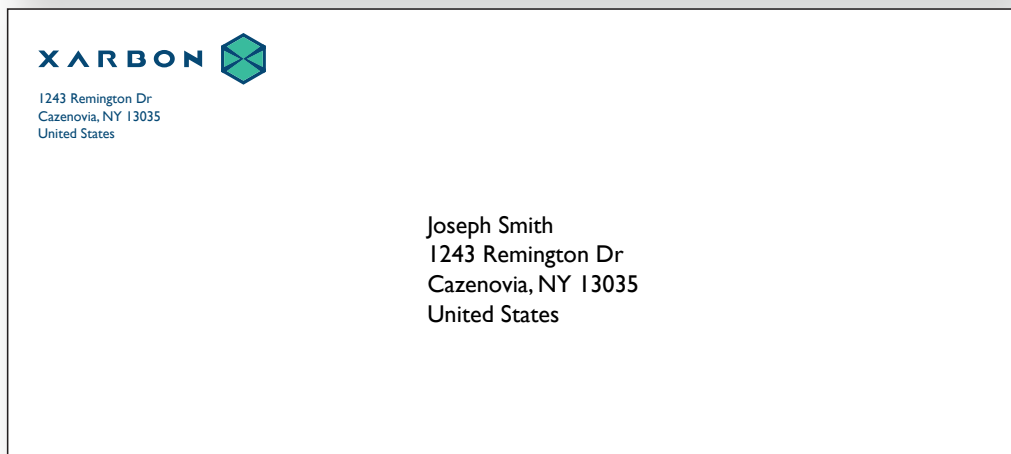 XARBON
1243 Remington Dr
Cazenovia, NY 13035
United States
Joseph Smith
1243 Remington Dr
Cazenovia, NY 13035
United States